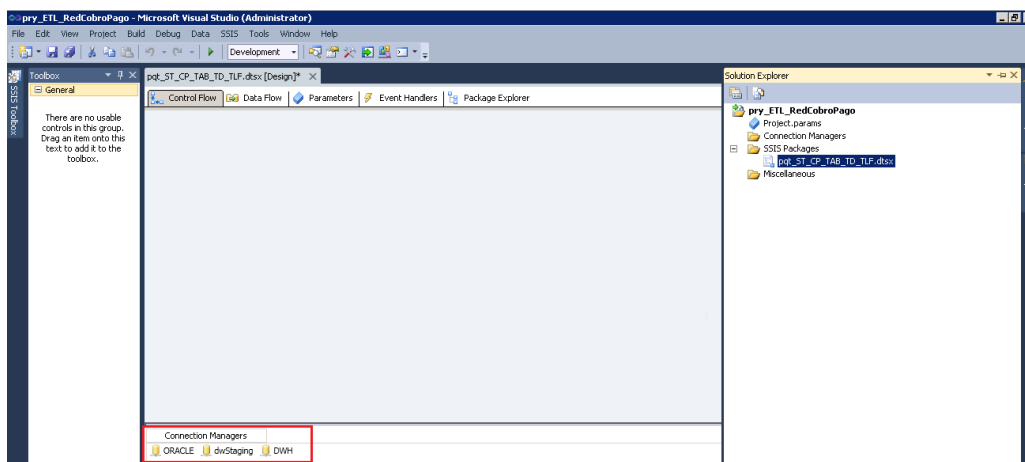 pry_ETL_RedCobroPago - Microsoft Visual Studio (Administrator)
File Edit View Project Build Debug Data SSIS Tools Window Help
Development
Toolbox
General
There are no usable
controls in this group.
Drag an item onto this
text to add it to the
toolbox.
SSIS Toolbox
pqt_ST_CP_TAB_TD_TLF.dtsx [Design]*
Control Flow Data Flow Parameters Event Handlers Package Explorer
Connection Managers
ORACLE dwStaging DWH
Solution Explorer
pry_ETL_RedCobroPago
Project.params
Connection Managers
SSIS Packages
pqt_ST_CP_TAB_TD_TLF.dtsx
Miscellaneous